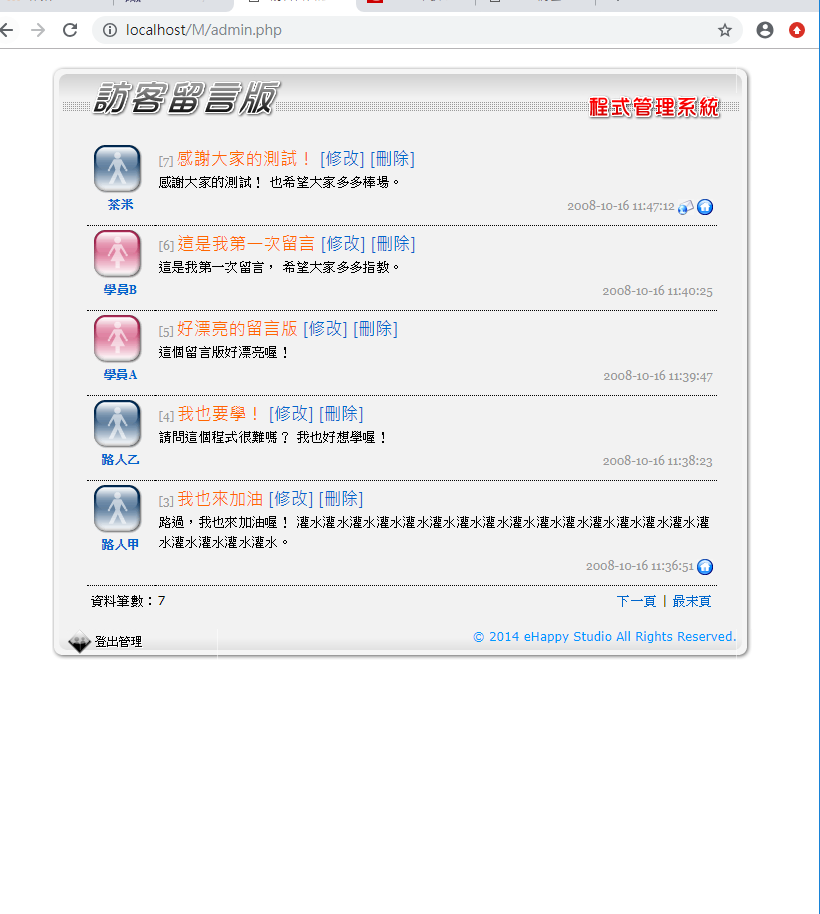 localhost/M/admin.php
訪客留言版
程式管理系統
[7] 感謝大家的測試！ [修改] [刪除]
感謝大家的測試！ 也希望大家多多棒場。
茶米
2008-10-16 11:47:12
[6] 這是我第一次留言 [修改] [刪除]
這是我第一次留言， 希望大家多多指教。
學員B
2008-10-16 11:40:25
[5] 好漂亮的留言版 [修改] [刪除]
這個留言版好漂亮喔！
學員A
2008-10-16 11:39:47
[4] 我也要學！ [修改] [刪除]
請問這個程式很難嗎？ 我也好想學喔！
路人乙
2008-10-16 11:38:23
[3] 我也來加油 [修改] [刪除]
路過，我也來加油喔！ 灌水灌水灌水灌水灌水灌水灌水灌水灌水灌水灌水灌水灌水灌水灌水灌
水灌水灌水灌水灌水。
路人甲
2008-10-16 11:36:51
資料筆數：7
下一頁 | 最末頁
登出管理
© 2014 eHappy Studio All Rights Reserved.